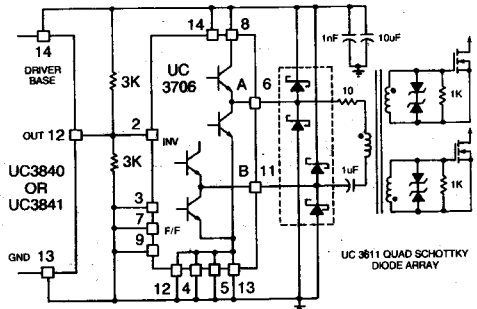 14
8
1nF
10uF
14
DRIVER
BASE
3K
UC
3706
A
6
10
1K
OUT 12
2
INV
3K
UC3840
OR
UC3841
B
11
1uF
3
7
F/F
9
1K
GND
13
12
4
5
13
UC 3611 QUAD SCHOTTKY
DIODE ARRAY